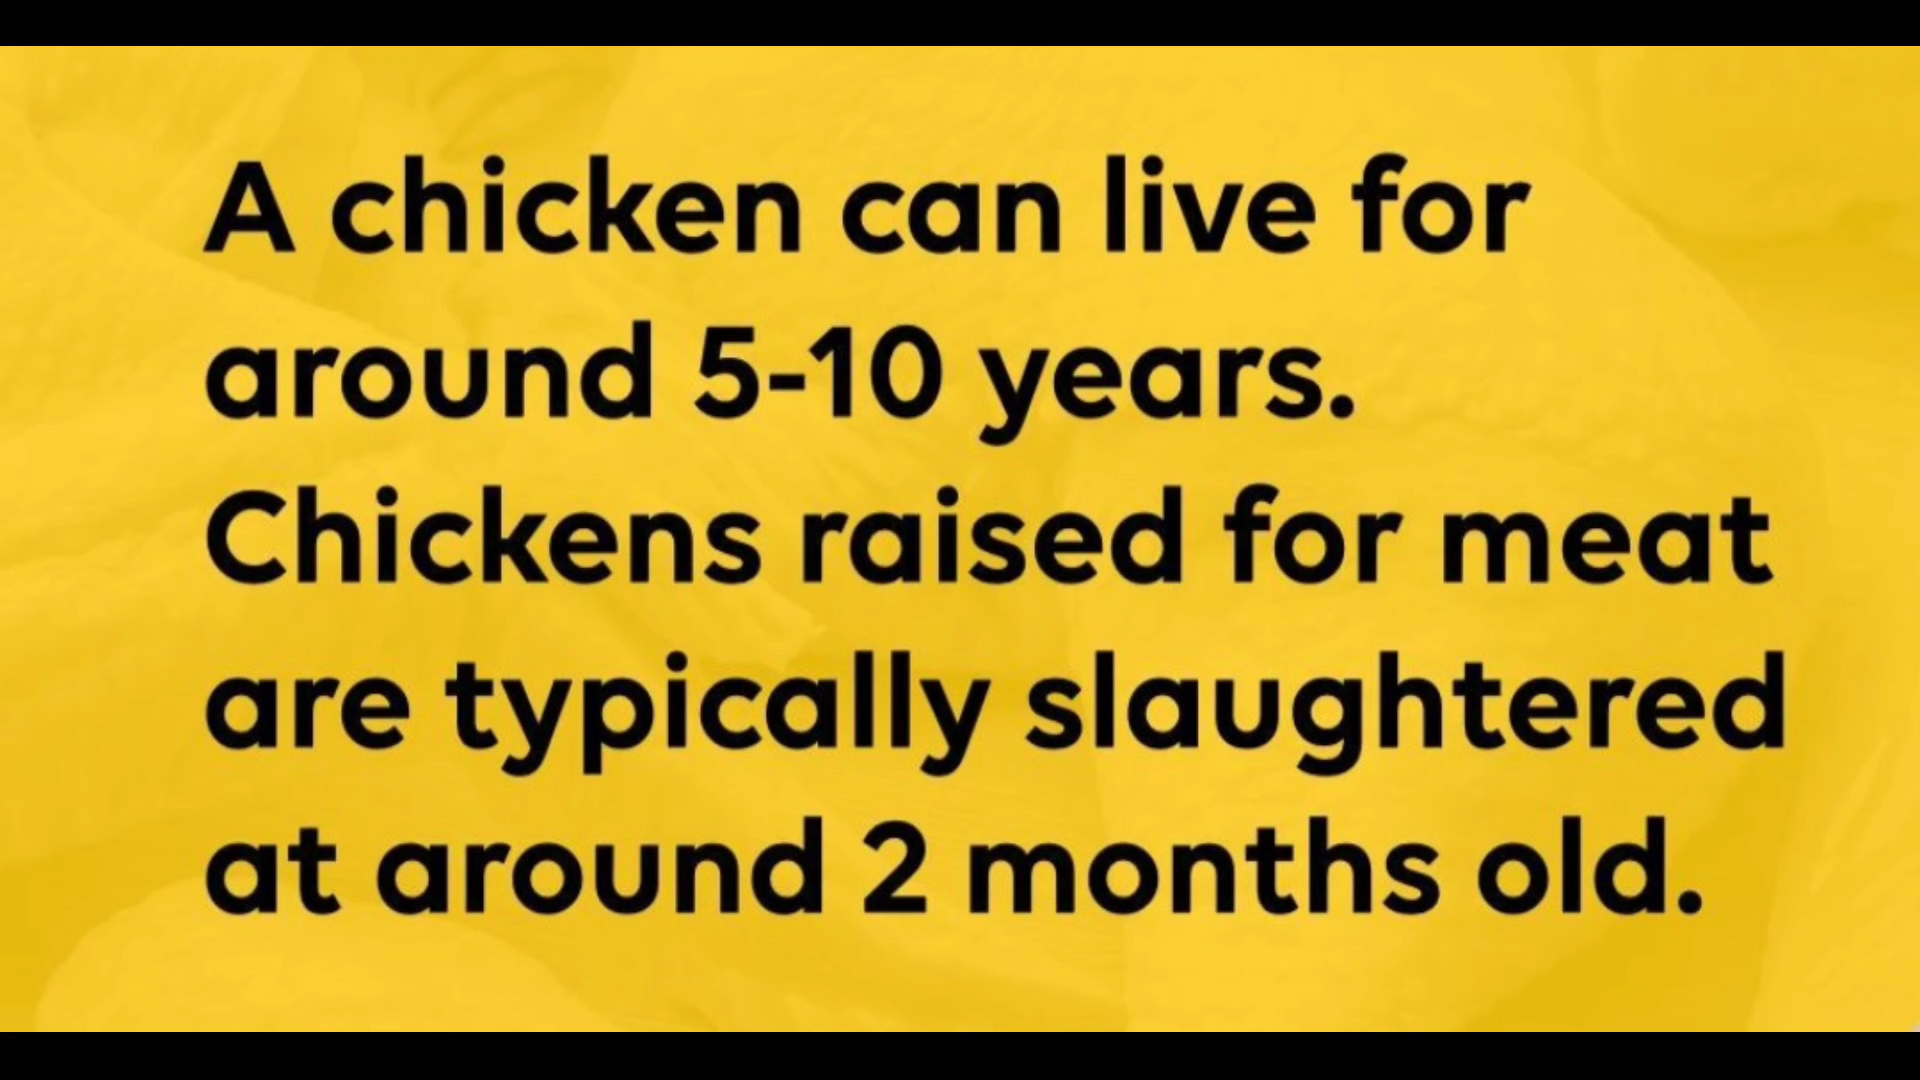 A chicken can live for
around 5-10 years.
Chickens raised for meat
are typically slaughtered
at around 2 months old.